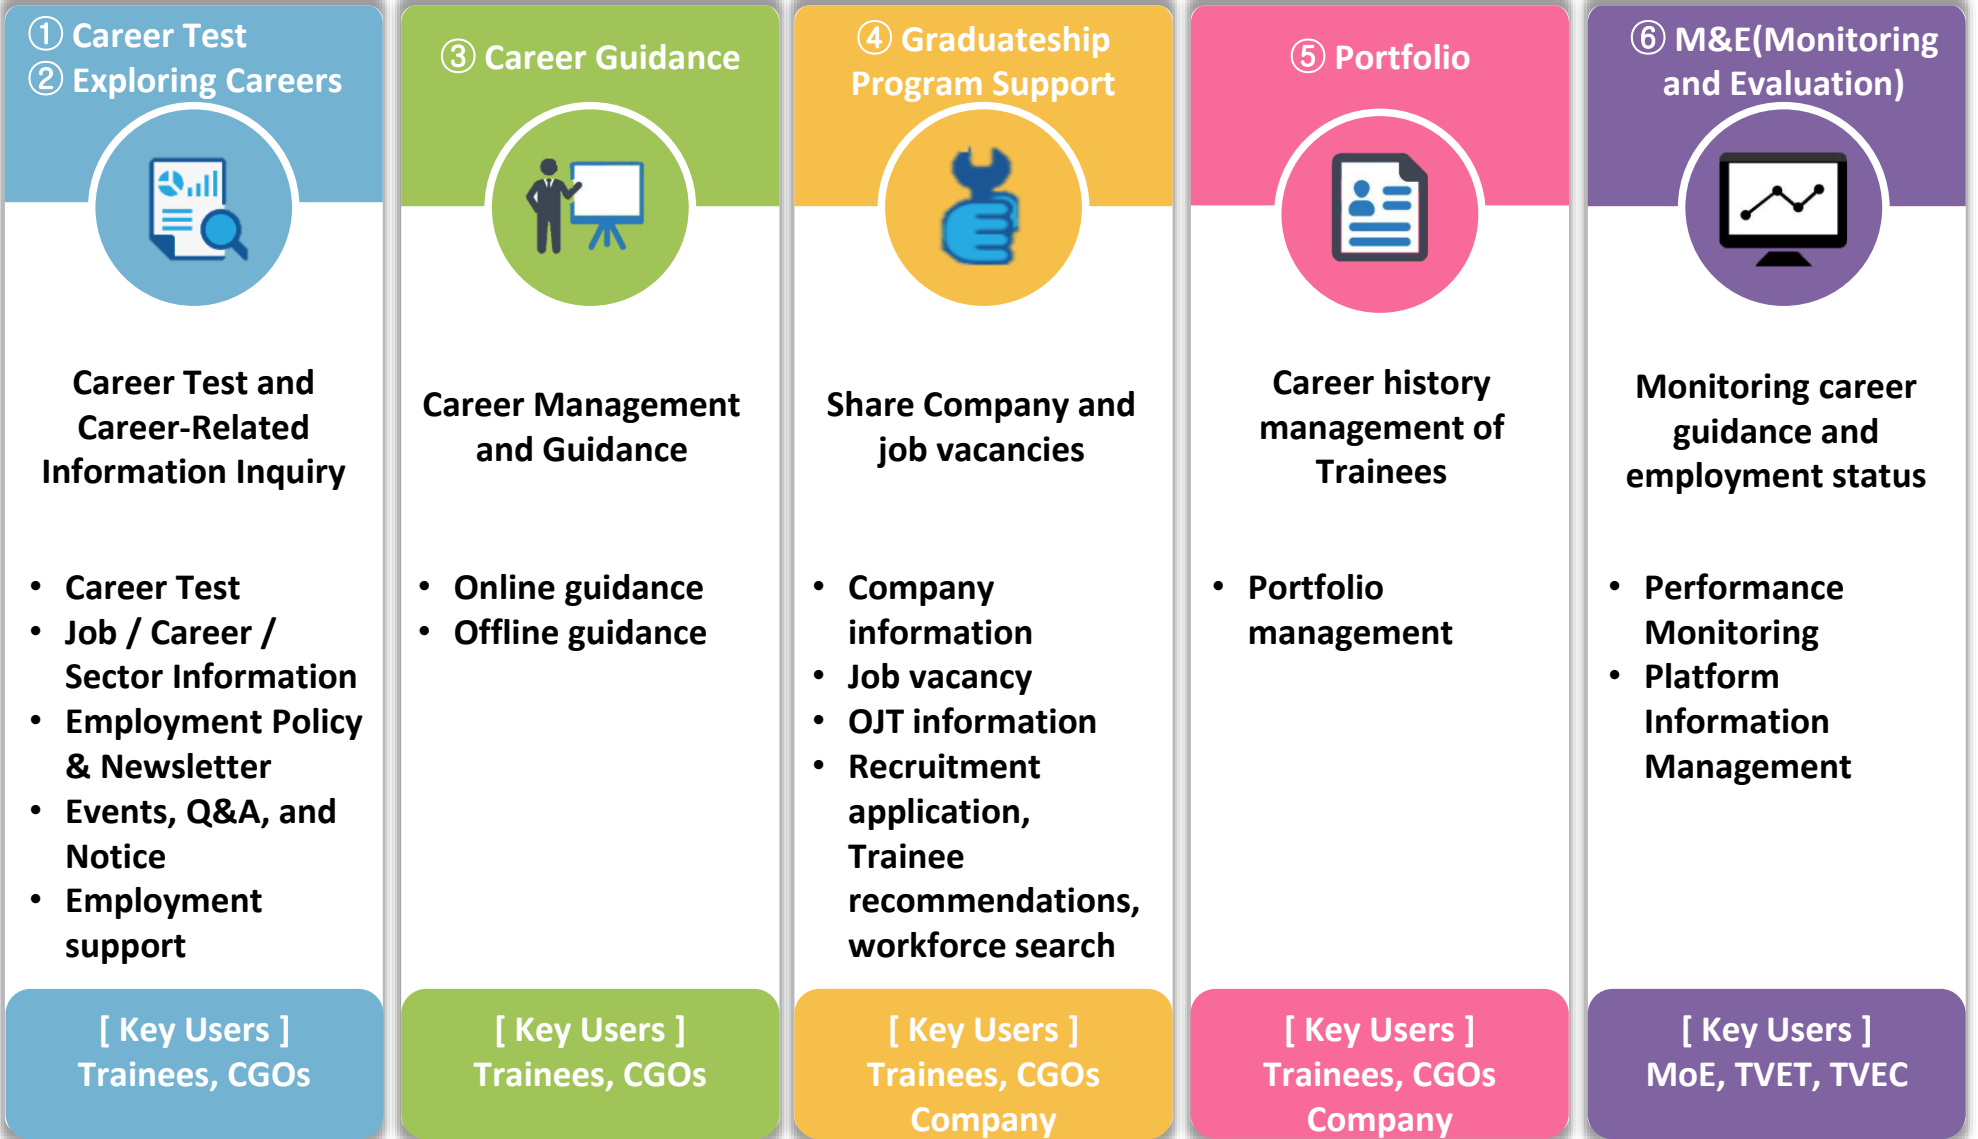 ① Career Test
② Exploring Careers
Career Test and
Career-Related
Information Inquiry
• Career Test
• Job / Career /
Sector Information
• Employment Policy
& Newsletter
• Events, Q&A, and
Notice
• Employment
support
[ Key Users ]
Trainees, CGOs
③ Career Guidance
Career Management
and Guidance
• Online guidance
• Offline guidance
[ Key Users ]
Trainees, CGOs
④ Graduateship
Program Support
Share Company and
job vacancies
• Company
information
• Job vacancy
• OJT information
• Recruitment
application,
Trainee
recommendations,
workforce search
[ Key Users ]
Trainees, CGOs
Company
⑤ Portfolio
Career history
management of
Trainees
• Portfolio
management
[ Key Users ]
Trainees, CGOs
Company
⑥ M&E(Monitoring
and Evaluation)
Monitoring career
guidance and
employment status
• Performance
Monitoring
• Platform
Information
Management
[ Key Users ]
MoE, TVET, TVEC